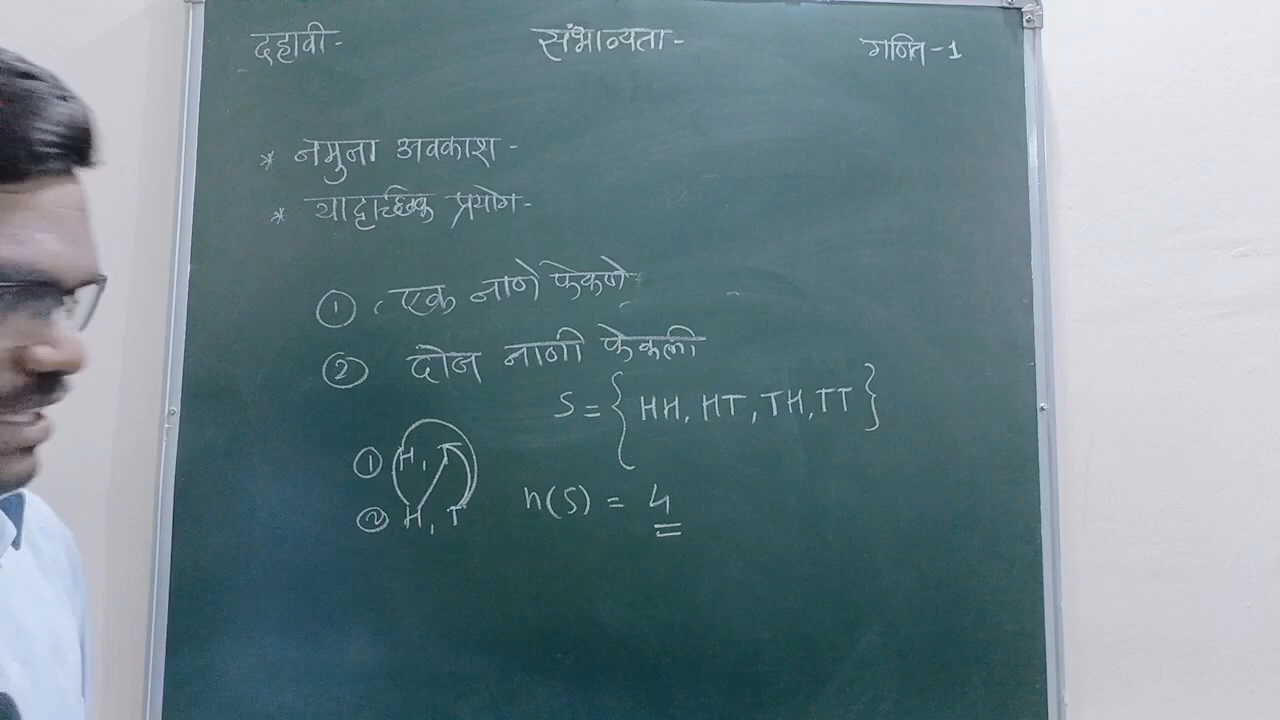 दहावी- संभाव्यता- गणित-1
* नमुना अवकाश-
* यादृच्छिक प्रयोग-
① एक नाणे फेकणे
② दोन नाणी फेकली
S = { HH, HT, TH, TT }
① H, T
② H, T n(S) = 4